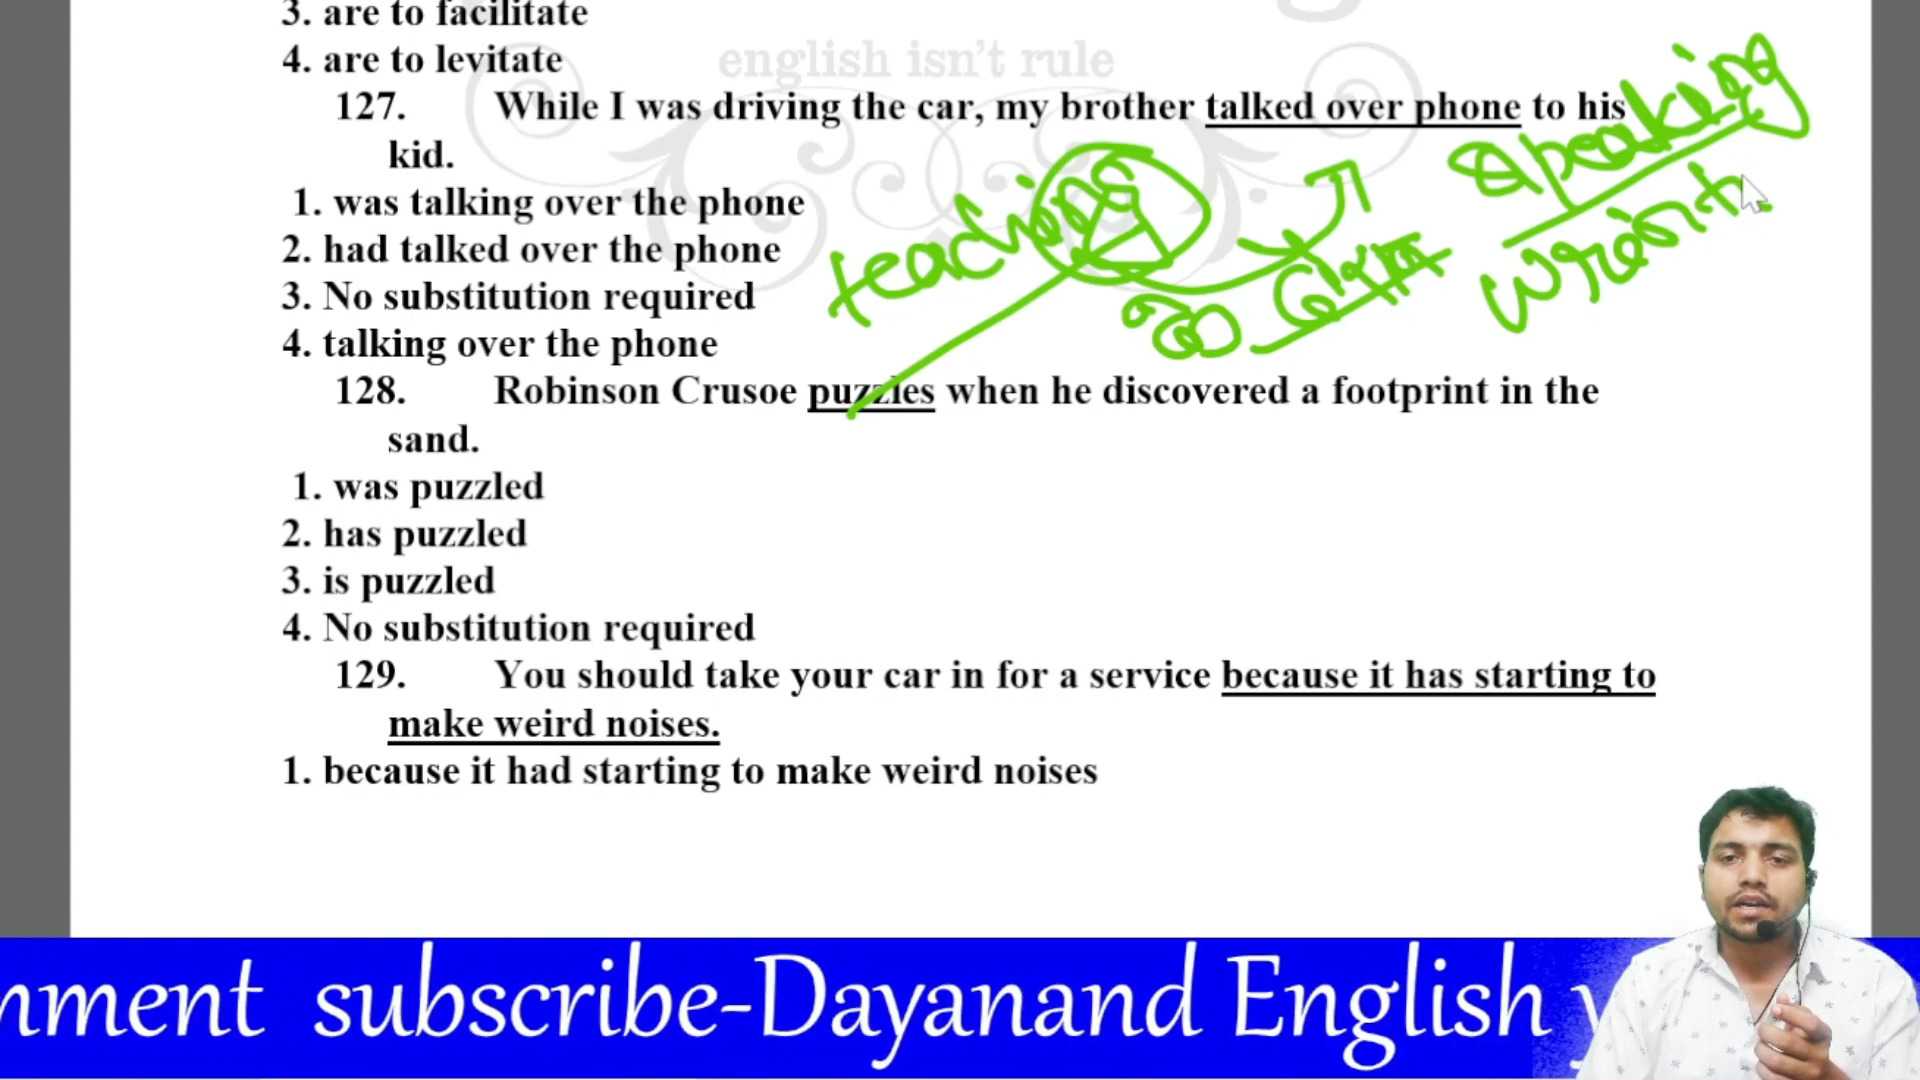 3. are to facilitate
4. are to levitate
english isn't rule
127. While I was driving the car, my brother talked over phone to his
kid.
1. was talking over the phone
2. had talked over the phone
3. No substitution required
4. talking over the phone
teaching
speaking
128. Robinson Crusoe puzzles when he discovered a footprint in the
sand.
1. was puzzled
2. has puzzled
3. is puzzled
4. No substitution required
129. You should take your car in for a service because it has starting to
make weird noises.
1. because it had starting to make weird noises
nment subscribe-Dayanand English y